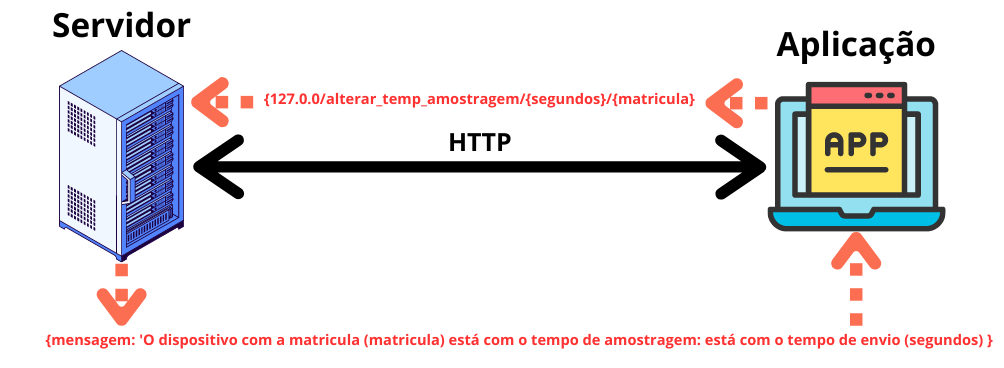 Servidor
Aplicação
{127.0.0/alterar_temp_amostragem/{segundos}/{matricula}
HTTP
APP
{mensagem: 'O dispositivo com a matricula (matricula) está com o tempo de amostragem: está com o tempo de envio (segundos) }